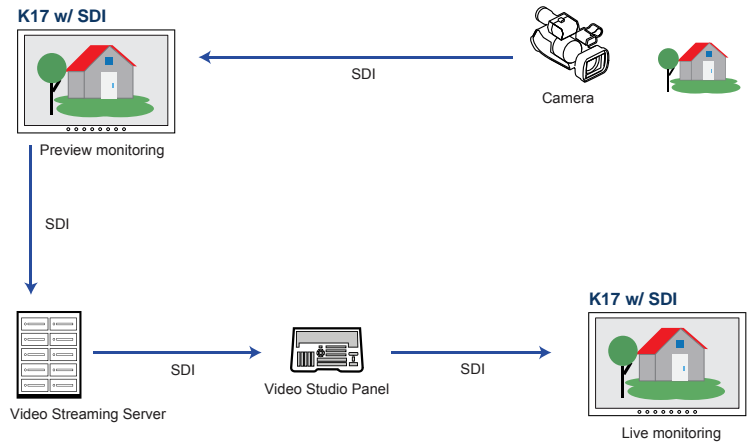 K17 w/ SDI
SDI
Camera
Preview monitoring
SDI
K17 w/ SDI
SDI
Video Studio Panel
SDI
Video Streaming Server
Live monitoring